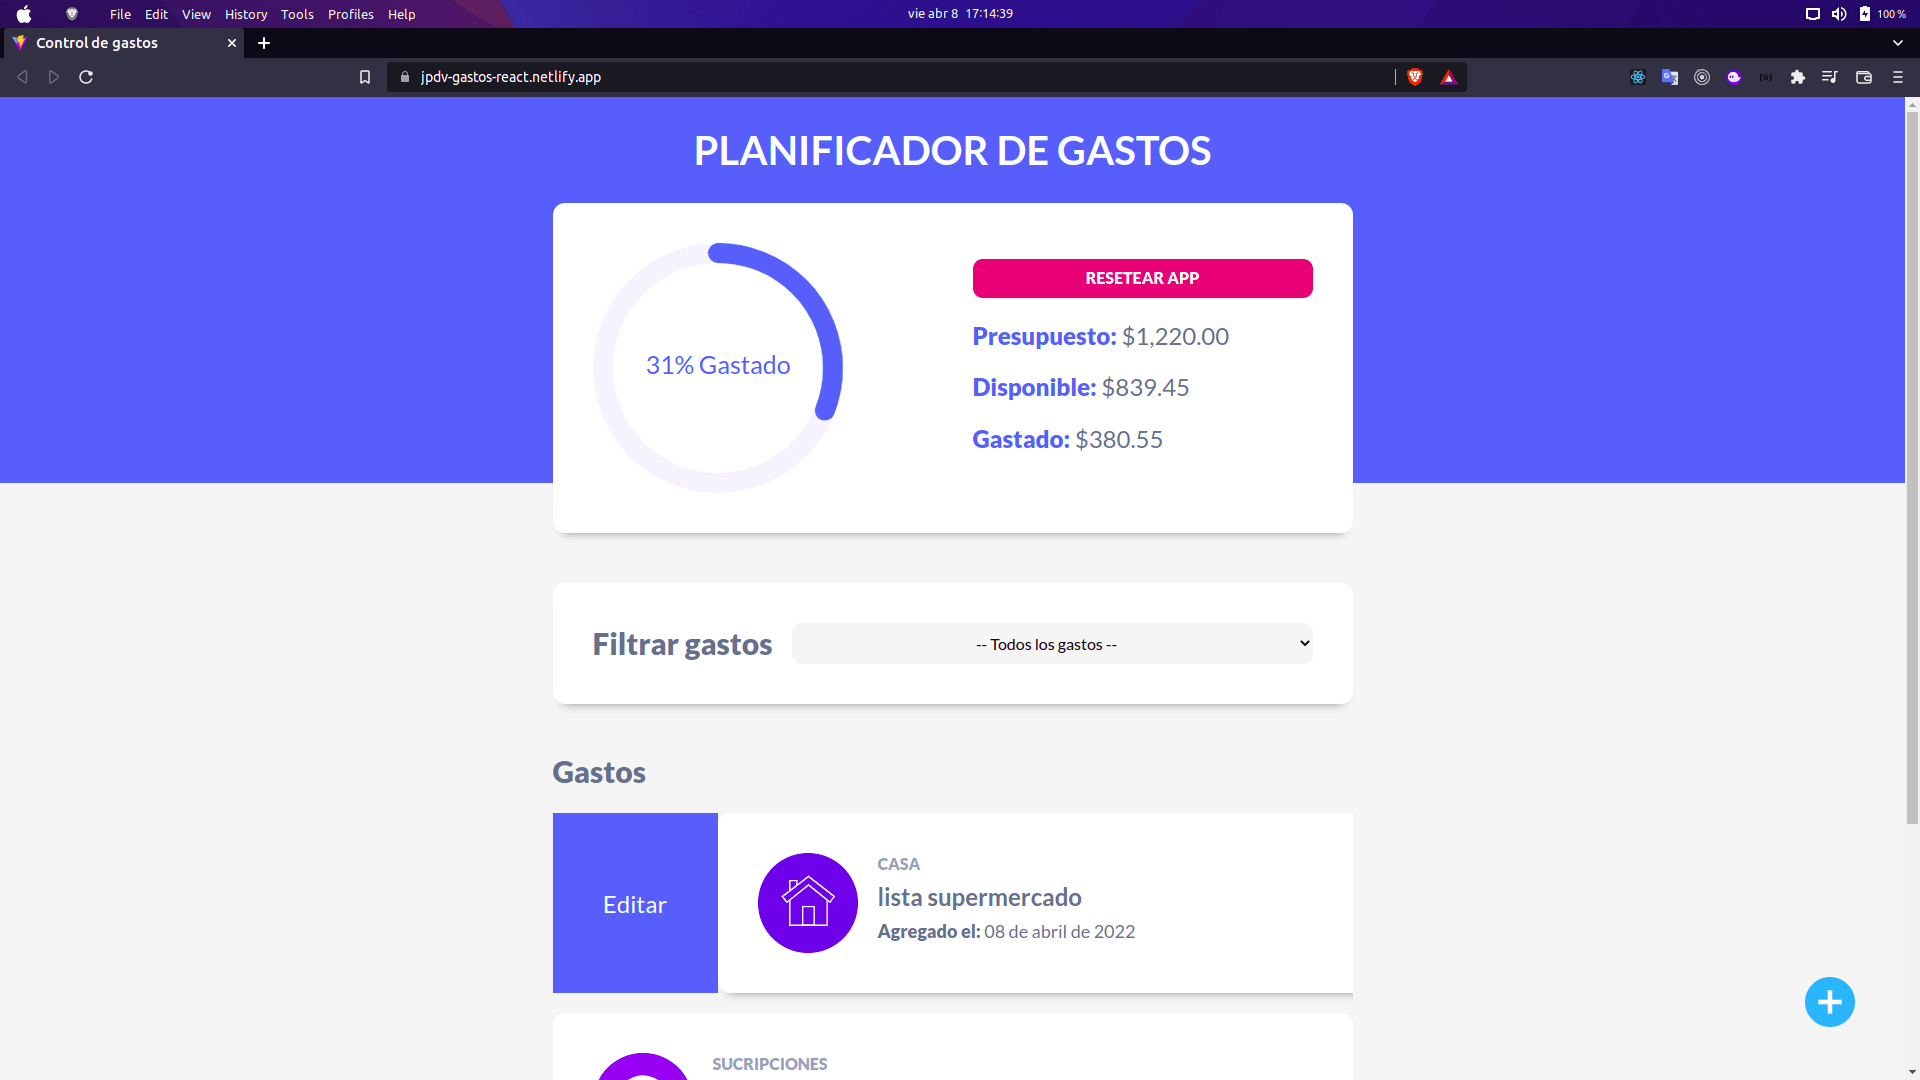 File Edit View History Tools Profiles Help
vie abr 8 17:14:39
100 %
Control de gastos
jpdv-gastos-react.netlify.app
PLANIFICADOR DE GASTOS
31% Gastado
RESETEAR APP
Presupuesto: $1,220.00
Disponible: $839.45
Gastado: $380.55
Filtrar gastos
-- Todos los gastos --
Gastos
Editar
CASA
lista supermercado
Agregado el: 08 de abril de 2022
SUCRIPCIONES